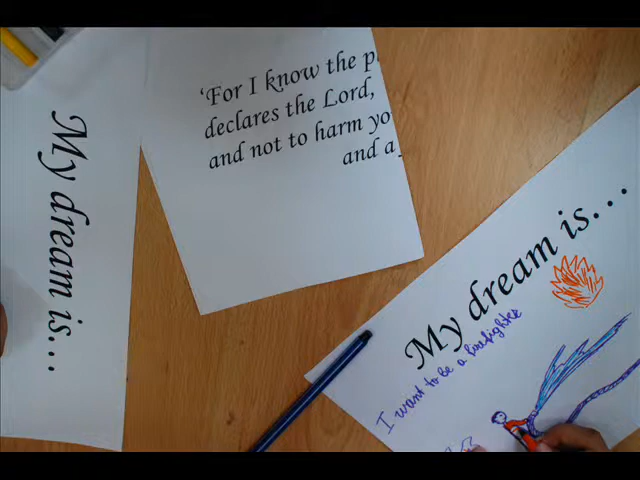 My dream is...
‘For I know the p
declares the Lord,
and not to harm yo
and a
My dream is...
I want to be a firefighter